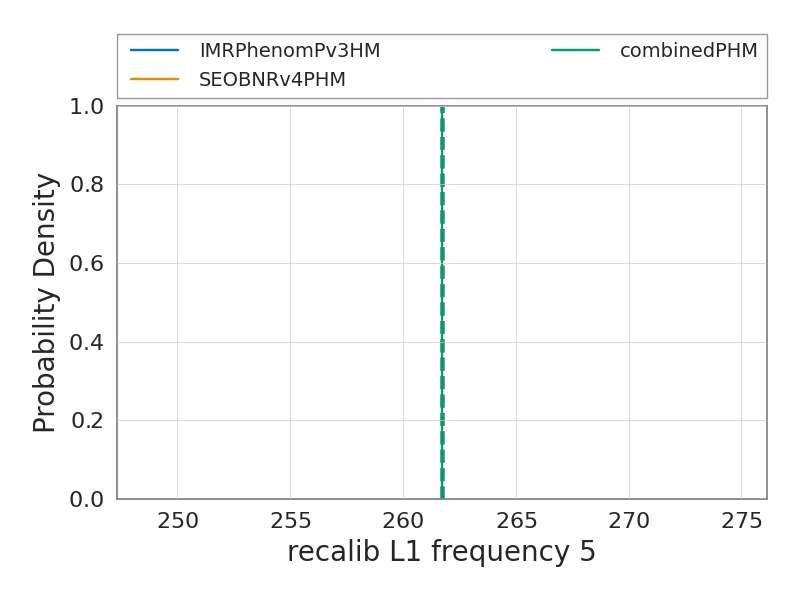 IMRPhenomPv3HM
SEOBNRv4PHM
combinedPHM
1.0
0.8
0.6
0.4
0.2
0.0
Probability Density
250 255 260 265 270 275
recalib L1 frequency 5